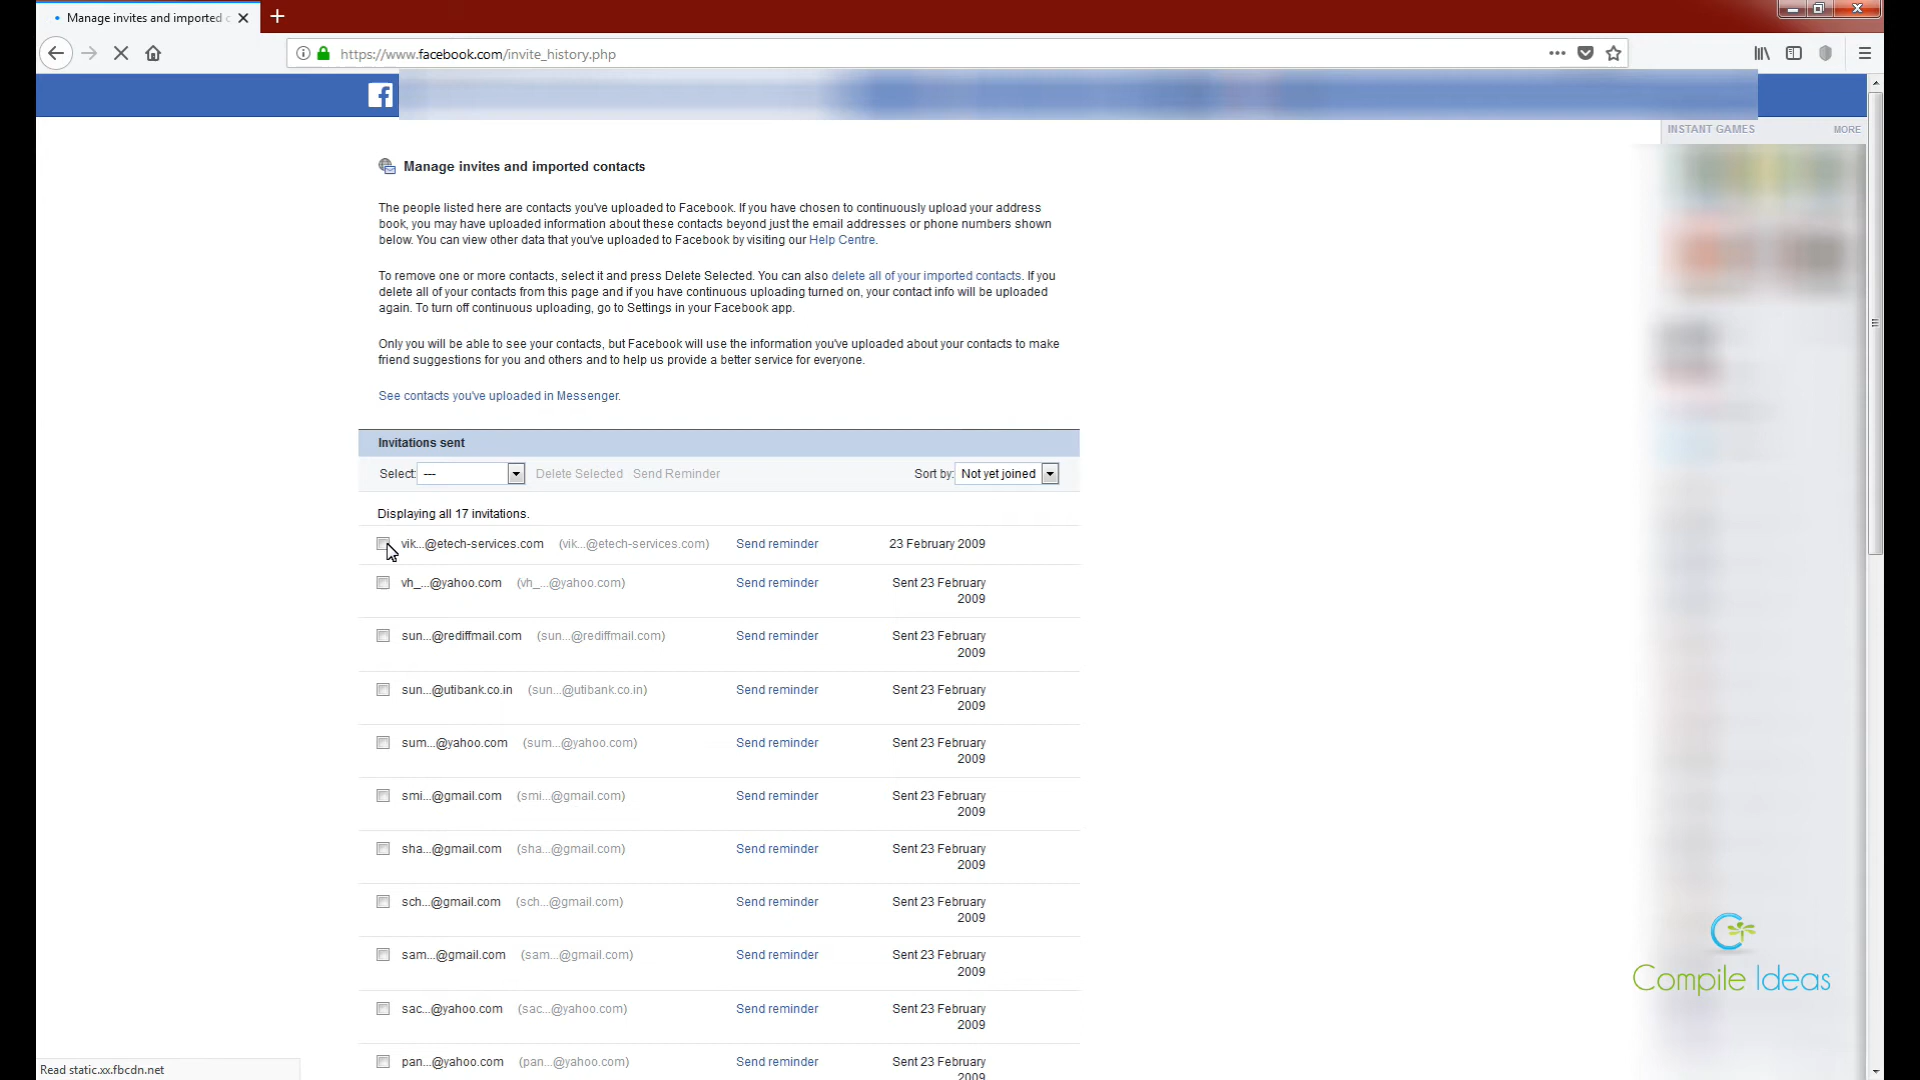 Manage invites and imported c
https://www.facebook.com/invite_history.php
INSTANT GAMES MORE
Manage invites and imported contacts
The people listed here are contacts you've uploaded to Facebook. If you have chosen to continuously upload your address
book, you may have uploaded information about these contacts beyond just the email addresses or phone numbers shown
below. You can view other data that you've uploaded to Facebook by visiting our Help Centre.
To remove one or more contacts, select it and press Delete Selected. You can also delete all of your imported contacts. If you
delete all of your contacts from this page and if you have continuous uploading turned on, your contact info will be uploaded
again. To turn off continuous uploading, go to Settings in your Facebook app.
Only you will be able to see your contacts, but Facebook will use the information you've uploaded about your contacts to make
friend suggestions for you and others and to help us provide a better service for everyone.
See contacts you've uploaded in Messenger.
Invitations sent
Select: --- Delete Selected Send Reminder Sort by: Not yet joined
Displaying all 17 invitations.
vik...@etech-services.com (vik...@etech-services.com) Send reminder 23 February 2009
vh_...@yahoo.com (vh_...@yahoo.com) Send reminder Sent 23 February
2009
sun...@rediffmail.com (sun...@rediffmail.com) Send reminder Sent 23 February
2009
sun...@utibank.co.in (sun...@utibank.co.in) Send reminder Sent 23 February
2009
sum...@yahoo.com (sum...@yahoo.com) Send reminder Sent 23 February
2009
smi...@gmail.com (smi...@gmail.com) Send reminder Sent 23 February
2009
sha...@gmail.com (sha...@gmail.com) Send reminder Sent 23 February
2009
sch...@gmail.com (sch...@gmail.com) Send reminder Sent 23 February
2009
sam...@gmail.com (sam...@gmail.com) Send reminder Sent 23 February
2009
sac...@yahoo.com (sac...@yahoo.com) Send reminder Sent 23 February
2009
pan...@yahoo.com (pan...@yahoo.com) Send reminder Sent 23 February
2009
Compile Ideas
Read static.xx.fbcdn.net